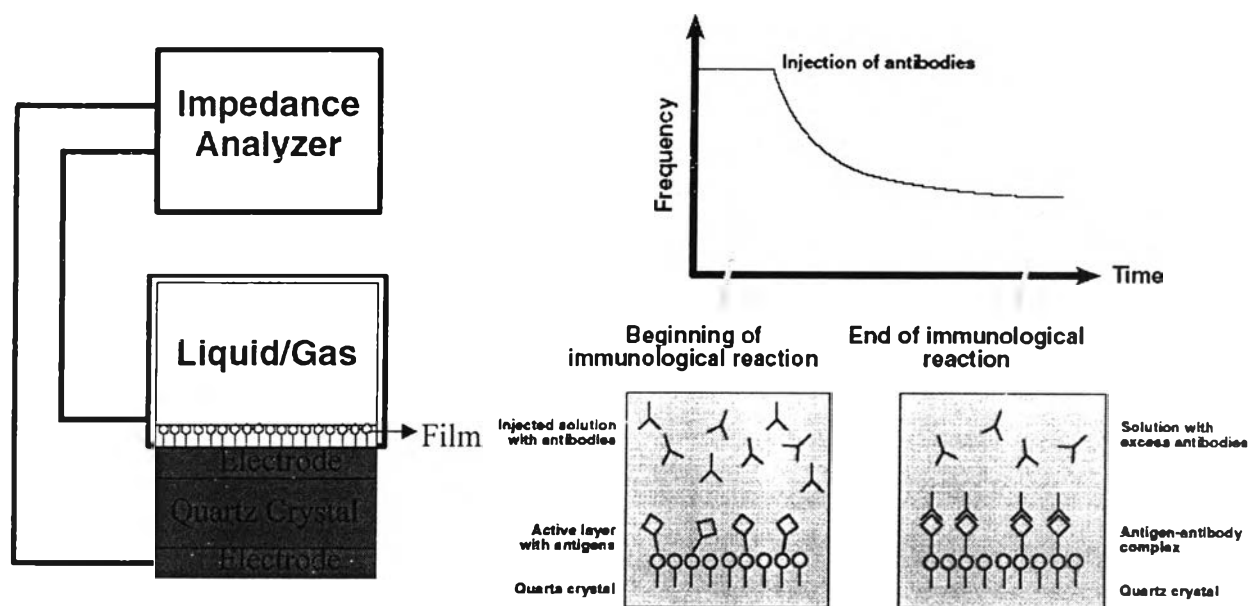 Impedance
Analyzer
Liquid/Gas
Film
Electrode
Quartz Crystal
Electrode
Frequency
Injection of antibodies
Time
Beginning of
immunological reaction
End of immunological
reaction
Injected solution
with antibodies
Active layer
with antigens
Quartz crystal
Solution with
excess antibodies
Antigen-antibody
complex
Quartz crystal